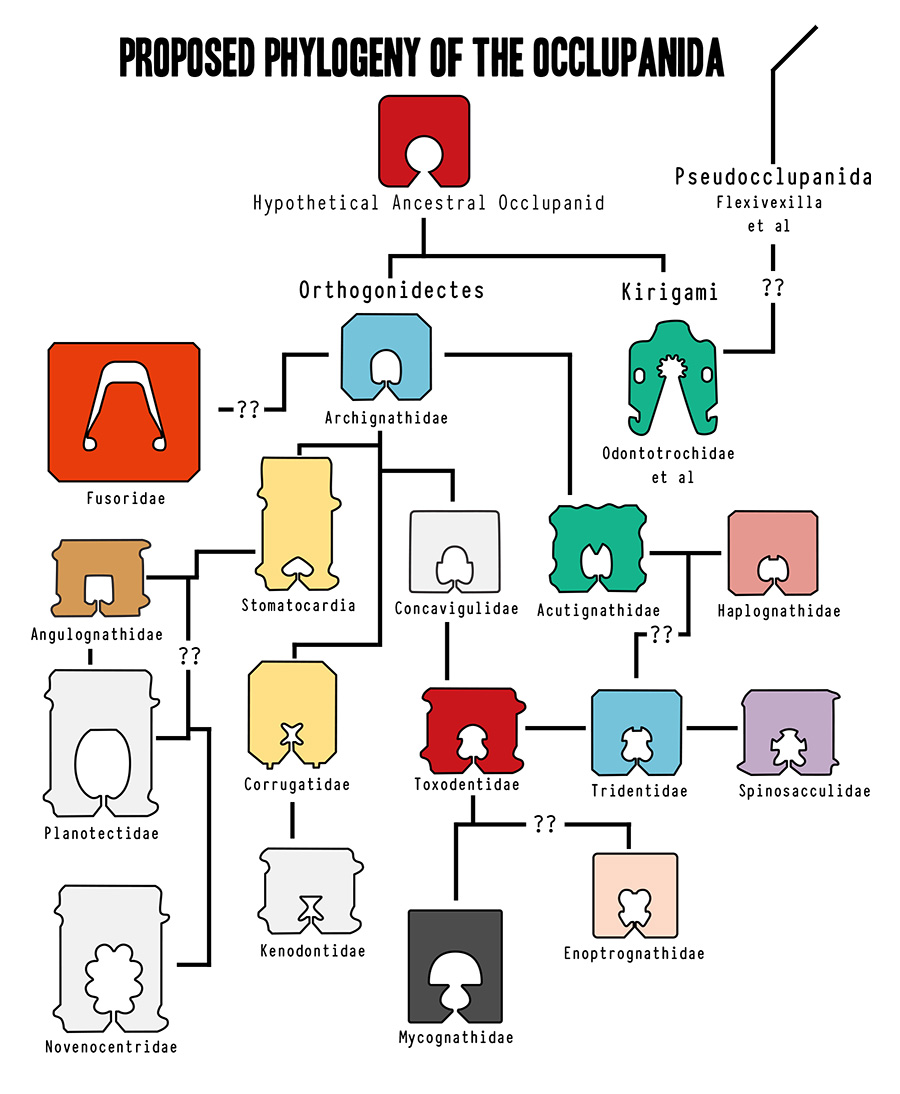 PROPOSED PHYLOGENY OF THE OCCLUPANIDA
Pseudocclupanida
Flexivexilla
et al
Hypothetical Ancestral Occlupanid
??
Orthogonidectes
Kirigami
??
Archignathidae
Odontotrochidae
et al
Fusoridae
Stomatocardia
Concavigulidae
Acutignathidae
Haplognathidae
Angulognathidae
??
??
Corrugatidae
Toxodentidae
Tridentidae
Spinosacculidae
Planotectidae
??
Kenodontidae
Enoptrognathidae
Mycognathidae
Novenocentridae